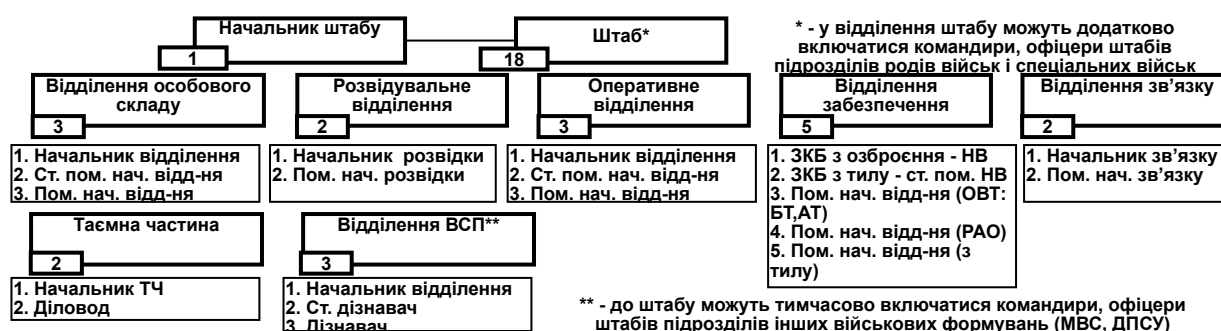 Начальник штабу
1
Штаб*
18
* - у відділення штабу можуть додатково
включатися командири, офіцери штабів
підрозділів родів військ і спеціальних військ
Відділення особового
складу
3
1. Начальник відділення
2. Ст. пом. нач. відд-ня
3. Пом. нач. відд-ня
Розвідувальне
відділення
2
1. Начальник розвідки
2. Пом. нач. розвідки
Оперативне
відділення
3
1. Начальник відділення
2. Ст. пом. нач. відд-ня
3. Пом. нач. відд-ня
Відділення
забезпечення
5
1. ЗКБ з озброєння - НВ
2. ЗКБ з тилу - ст. пом. НВ
3. Пом. нач. відд-ня (ОВТ:
БТ,АТ)
4. Пом. нач. відд-ня (РАО)
5. Пом. нач. відд-ня (з
тилу)
Відділення зв’язку
2
1. Начальник зв’язку
2. Пом. нач. зв’язку
Таємна частина
2
1. Начальник ТЧ
2. Діловод
Відділення ВСП**
3
1. Начальник відділення
2. Ст. дізнавач
3. Дізнавач
** - до штабу можуть тимчасово включатися командири, офіцери
штабів підрозділів інших військових формувань (МВС, ДПСУ)